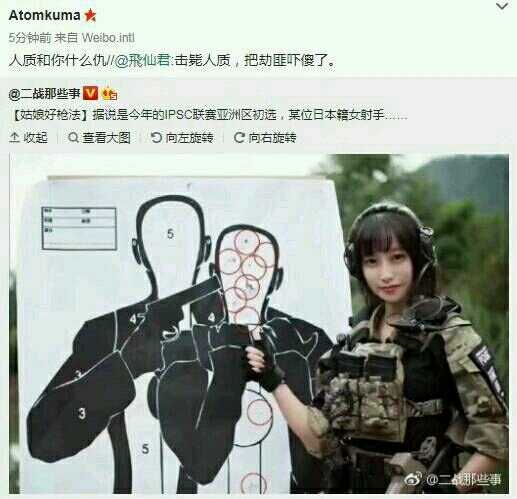 Atomkuma
5分钟前 来自 Weibo.intl
人质和你什么仇//@飛仙君:击毙人质，把劫匪吓傻了。
@二战那些事
【姑娘好枪法】据说是今年的IPSC联赛亚洲区初选，某位日本籍女射手……
收起 查看大图 向左旋转 向右旋转
5
4
4
3
3
5
@二战那些事